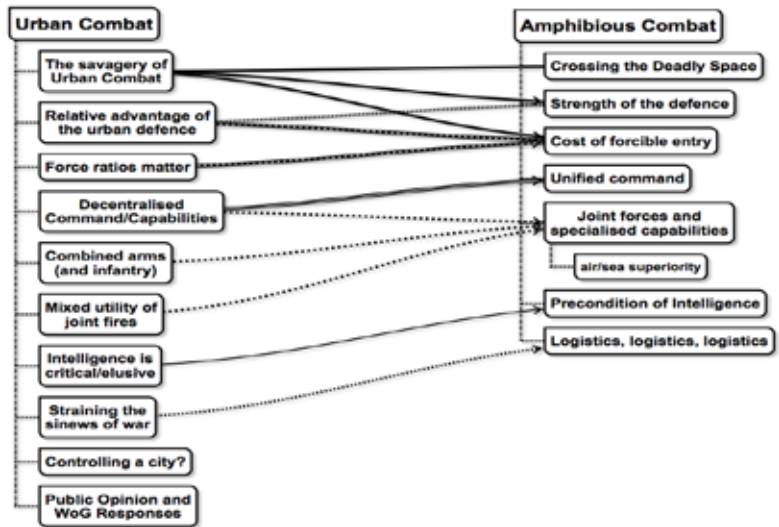 Urban Combat
The savagery of
Urban Combat
Relative advantage of
the urban defence
Force ratios matter
Decentralised
Command/Capabilities
Combined arms
(and infantry)
Mixed utility of
joint fires
Intelligence is
critical/elusive
Straining the
sinews of war
Controlling a city?
Public Opinion and
WoG Responses
Amphibious Combat
Crossing the Deadly Space
Strength of the defence
Cost of forcible entry
Unified command
Joint forces and
specialised capabilities
air/sea superiority
Precondition of Intelligence
Logistics, logistics, logistics